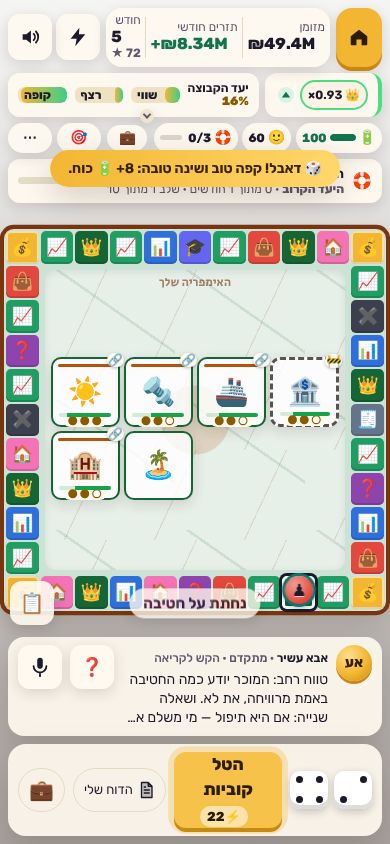 מזומן
₪49.4M
תזרים חודשי
+₪8.34M
חודש
5
★ 72
×0.93
יעד הקבוצה
16%
שווי
רצף
קופה
100
60
0/3
דאבל! קפה טוב ושינה טובה: +8 כוח.
היעד הקרוב
האימפריה שלך
נחתת על חטיבה
אע
אבא עשיר • מתקדם • הקש לקריאה
טווח רחב: המוכר יודע כמה החטיבה
באמת מרוויחה, את לא. ושאלה
שנייה: אם היא תיפול – מי משלם א...
הטל
קוביות
22⚡
הדוח שלי